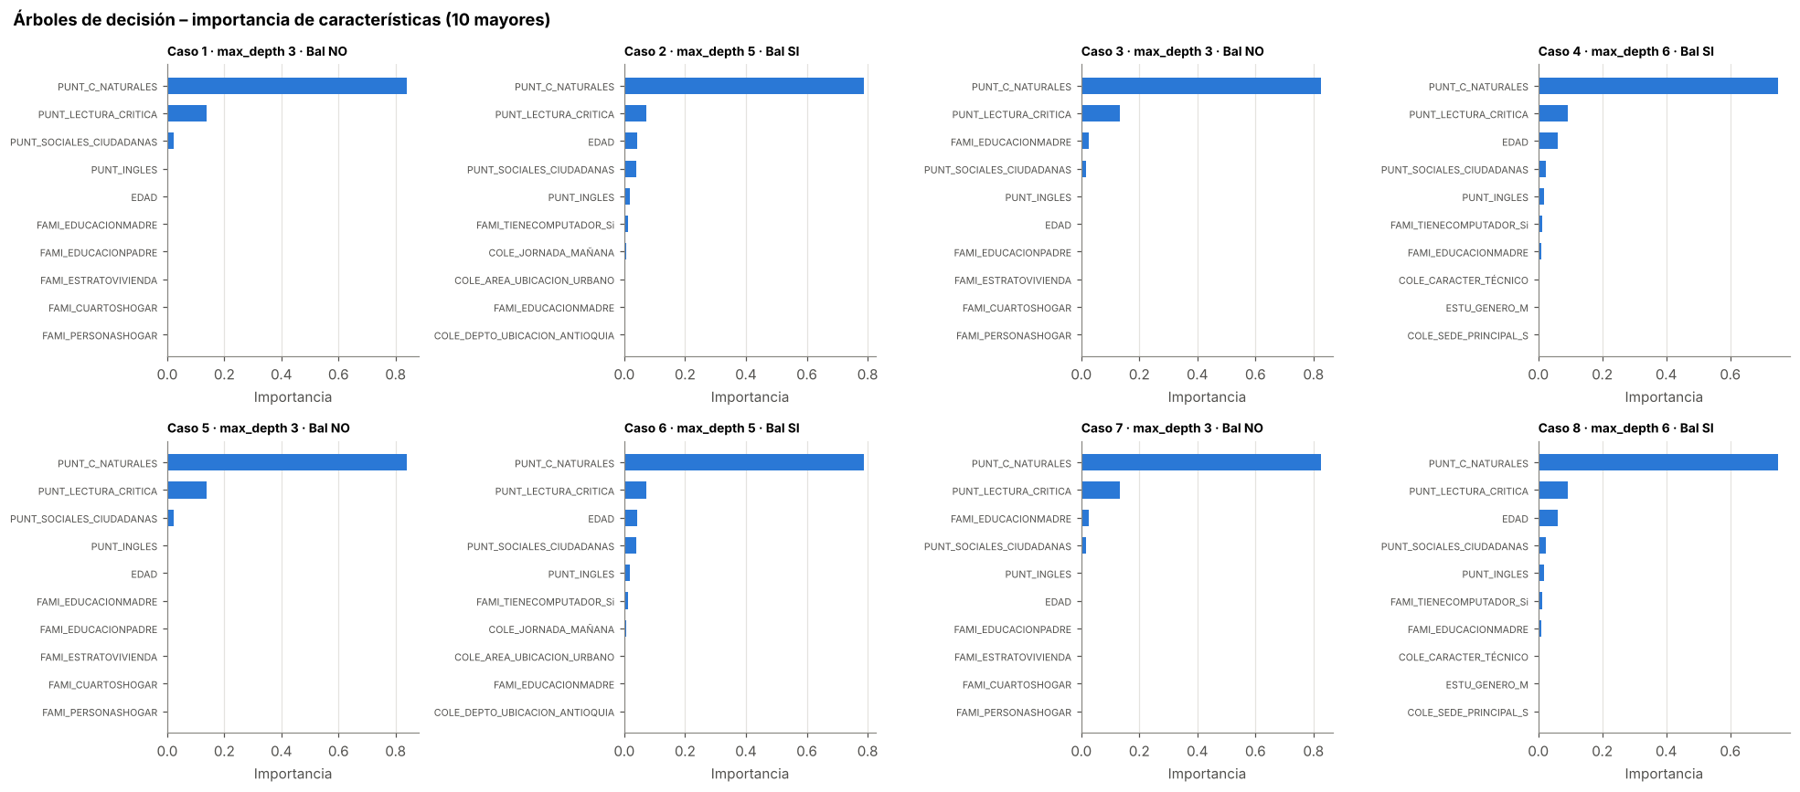 Árboles de decisión – importancia de características (10 mayores)
Caso 1 · max_depth 3 · Bal NO
PUNT_C_NATURALES
PUNT_LECTURA_CRITICA
PUNT_SOCIALES_CIUDADANAS
PUNT_INGLES
EDAD
FAMI_EDUCACIONMADRE
FAMI_EDUCACIONPADRE
FAMI_ESTRATOVIVIENDA
FAMI_CUARTOSHOGAR
FAMI_PERSONASHOGAR
0.0 0.2 0.4 0.6 0.8
Importancia
Caso 2 · max_depth 5 · Bal SI
PUNT_C_NATURALES
PUNT_LECTURA_CRITICA
EDAD
PUNT_SOCIALES_CIUDADANAS
PUNT_INGLES
FAMI_TIENECOMPUTADOR_Si
COLE_JORNADA_MAÑANA
COLE_AREA_UBICACION_URBANO
FAMI_EDUCACIONMADRE
COLE_DEPTO_UBICACION_ANTIOQUIA
0.0 0.2 0.4 0.6 0.8
Importancia
Caso 3 · max_depth 3 · Bal NO
PUNT_C_NATURALES
PUNT_LECTURA_CRITICA
FAMI_EDUCACIONMADRE
PUNT_SOCIALES_CIUDADANAS
PUNT_INGLES
EDAD
FAMI_EDUCACIONPADRE
FAMI_ESTRATOVIVIENDA
FAMI_CUARTOSHOGAR
FAMI_PERSONASHOGAR
0.0 0.2 0.4 0.6 0.8
Importancia
Caso 4 · max_depth 6 · Bal SI
PUNT_C_NATURALES
PUNT_LECTURA_CRITICA
EDAD
PUNT_SOCIALES_CIUDADANAS
PUNT_INGLES
FAMI_TIENECOMPUTADOR_Si
FAMI_EDUCACIONMADRE
COLE_CARACTER_TÉCNICO
ESTU_GENERO_M
COLE_SEDE_PRINCIPAL_S
0.0 0.2 0.4 0.6
Importancia
Caso 5 · max_depth 3 · Bal NO
PUNT_C_NATURALES
PUNT_LECTURA_CRITICA
PUNT_SOCIALES_CIUDADANAS
PUNT_INGLES
EDAD
FAMI_EDUCACIONMADRE
FAMI_EDUCACIONPADRE
FAMI_ESTRATOVIVIENDA
FAMI_CUARTOSHOGAR
FAMI_PERSONASHOGAR
0.0 0.2 0.4 0.6 0.8
Importancia
Caso 6 · max_depth 5 · Bal SI
PUNT_C_NATURALES
PUNT_LECTURA_CRITICA
EDAD
PUNT_SOCIALES_CIUDADANAS
PUNT_INGLES
FAMI_TIENECOMPUTADOR_Si
COLE_JORNADA_MAÑANA
COLE_AREA_UBICACION_URBANO
FAMI_EDUCACIONMADRE
COLE_DEPTO_UBICACION_ANTIOQUIA
0.0 0.2 0.4 0.6 0.8
Importancia
Caso 7 · max_depth 3 · Bal NO
PUNT_C_NATURALES
PUNT_LECTURA_CRITICA
FAMI_EDUCACIONMADRE
PUNT_SOCIALES_CIUDADANAS
PUNT_INGLES
EDAD
FAMI_EDUCACIONPADRE
FAMI_ESTRATOVIVIENDA
FAMI_CUARTOSHOGAR
FAMI_PERSONASHOGAR
0.0 0.2 0.4 0.6 0.8
Importancia
Caso 8 · max_depth 6 · Bal SI
PUNT_C_NATURALES
PUNT_LECTURA_CRITICA
EDAD
PUNT_SOCIALES_CIUDADANAS
PUNT_INGLES
FAMI_TIENECOMPUTADOR_Si
FAMI_EDUCACIONMADRE
COLE_CARACTER_TÉCNICO
ESTU_GENERO_M
COLE_SEDE_PRINCIPAL_S
0.0 0.2 0.4 0.6
Importancia